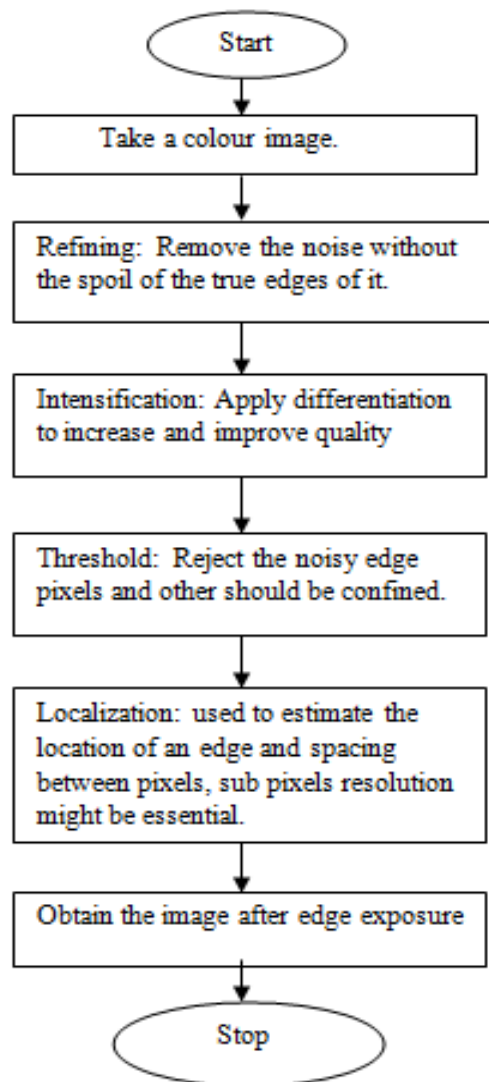 Start
Take a colour image.
Refining: Remove the noise without
the spoil of the true edges of it.
Intensification: Apply differentiation
to increase and improve quality
Threshold: Reject the noisy edge
pixels and other should be confined.
Localization: used to estimate the
location of an edge and spacing
between pixels, sub pixels resolution
might be essential.
Obtain the image after edge exposure
Stop